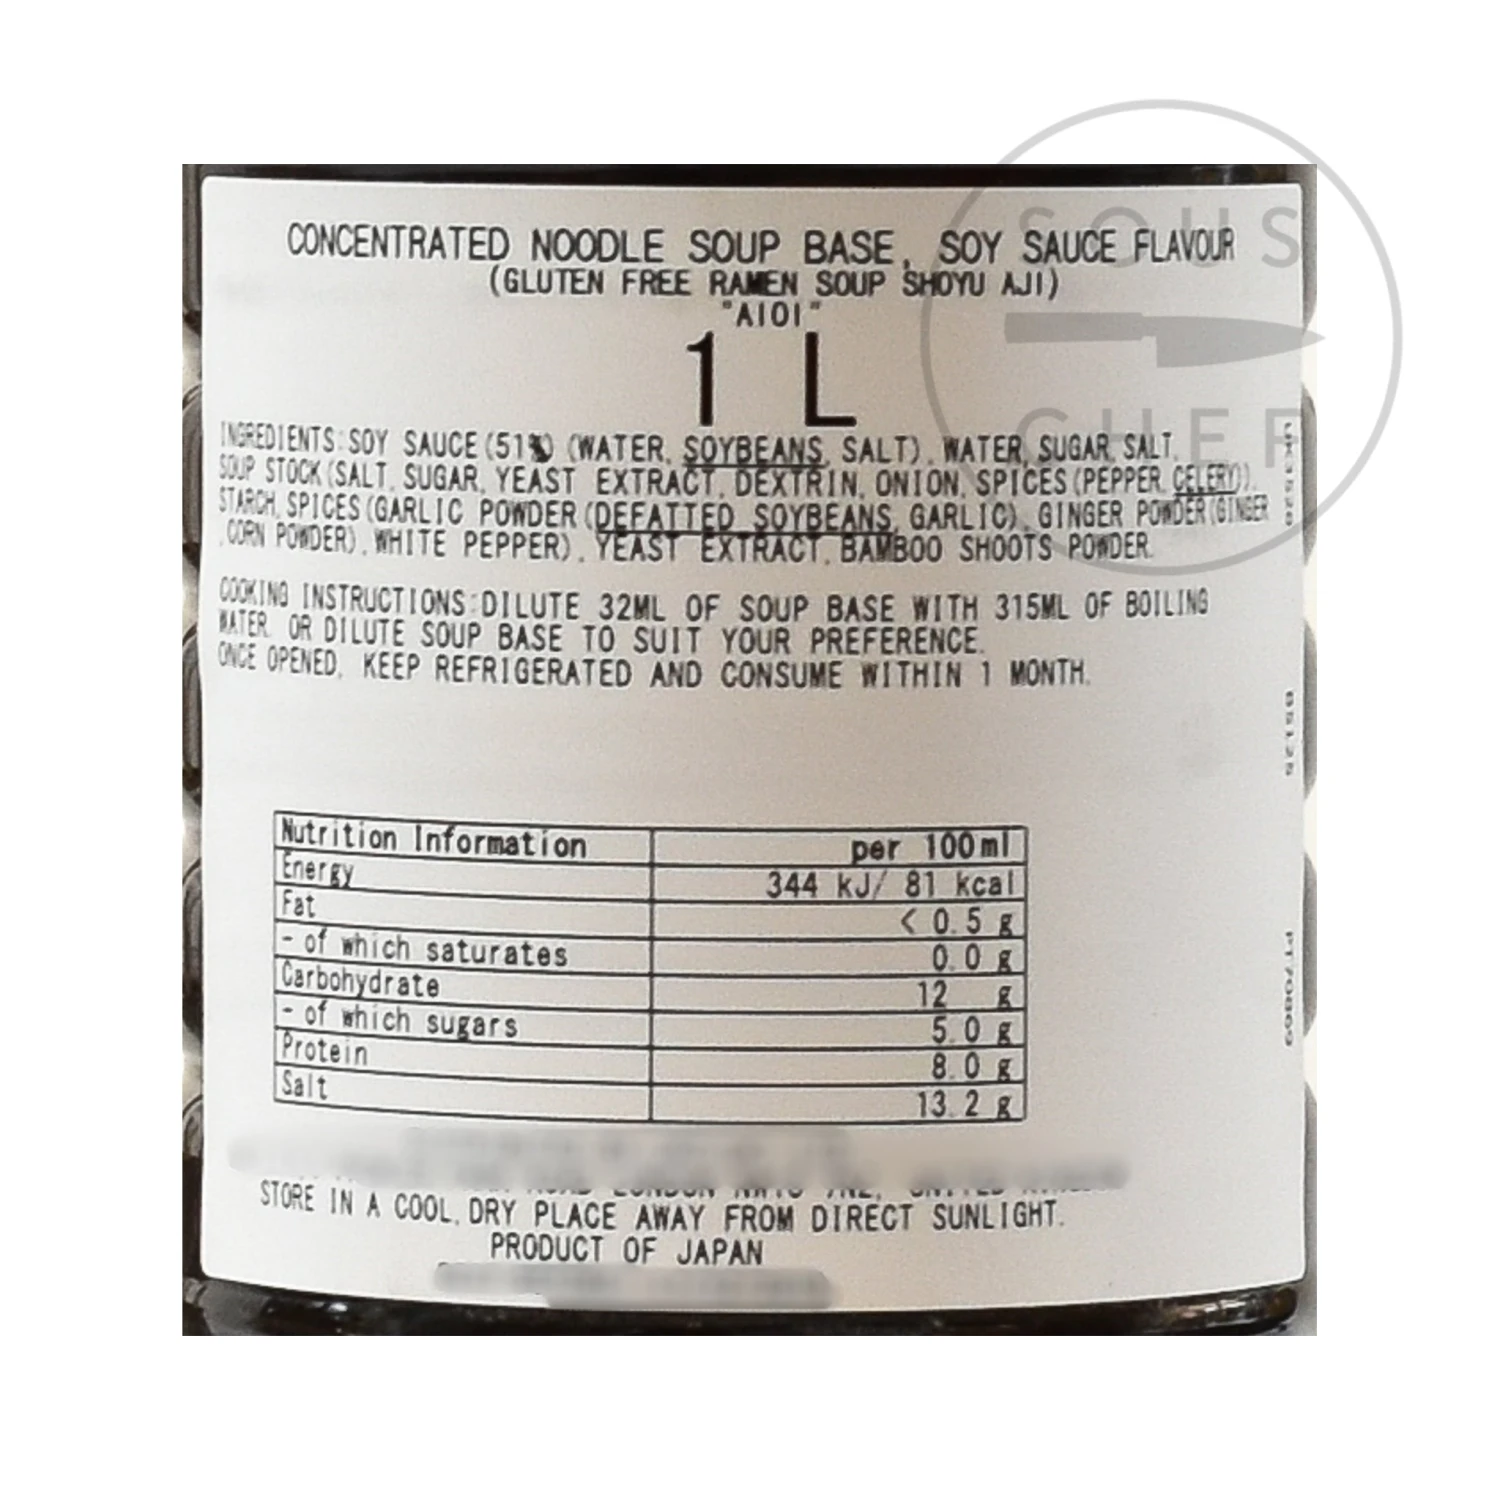 SOUS
CHEF
CONCENTRATED NOODLE SOUP BASE, SOY SAUCE FLAVOUR
(GLUTEN FREE RAMEN SOUP SHOYU AJI)
"AIOI"
1 L
INGREDIENTS:SOY SAUCE(51%) (WATER, SOYBEANS, SALT), WATER, SUGAR, SALT,
SOUP STOCK(SALT, SUGAR, YEAST EXTRACT, DEXTRIN, ONION, SPICES(PEPPER, CELERY)),
STARCH, SPICES(GARLIC POWDER(DEFATTED SOYBEANS, GARLIC), GINGER POWDER(GINGER
,CORN POWDER), WHITE PEPPER), YEAST EXTRACT, BAMBOO SHOOTS POWDER.
COOKING INSTRUCTIONS:DILUTE 32ML OF SOUP BASE WITH 315ML OF BOILING
WATER. OR DILUTE SOUP BASE TO SUIT YOUR PREFERENCE.
ONCE OPENED, KEEP REFRIGERATED AND CONSUME WITHIN 1 MONTH.
Nutrition Information per 100ml
Energy 344 kJ/ 81 kcal
Fat < 0.5 g
- of which saturates 0.0 g
Carbohydrate 12 g
- of which sugars 5.0 g
Protein 8.0 g
Salt 13.2 g
STORE IN A COOL, DRY PLACE AWAY FROM DIRECT SUNLIGHT.
PRODUCT OF JAPAN